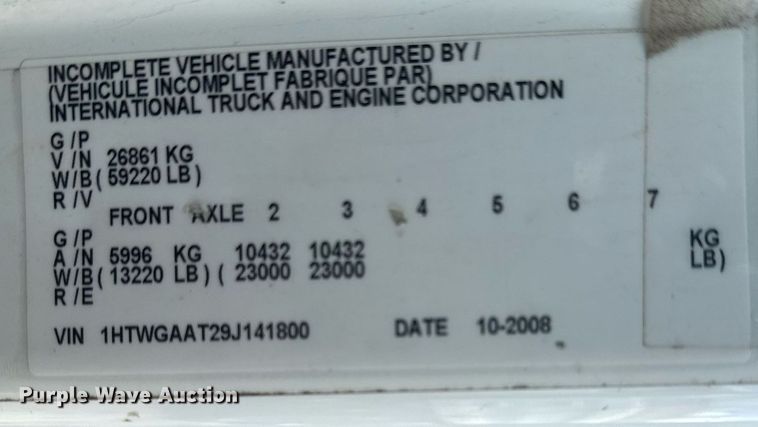 INCOMPLETE VEHICLE MANUFACTURED BY /
(VEHICULE INCOMPLET FABRIQUE PAR)
INTERNATIONAL TRUCK AND ENGINE CORPORATION
G /P
V /N 26861 KG
W/B ( 59220 LB )
R /V
FRONT AXLE 2 3 4 5 6 7
G /P
A /N 5996 KG 10432 10432 KG
W/B ( 13220 LB ) ( 23000 23000 LB)
R /E
VIN 1HTWGAAT29J141800 DATE 10-2008
Purple Wave Auction